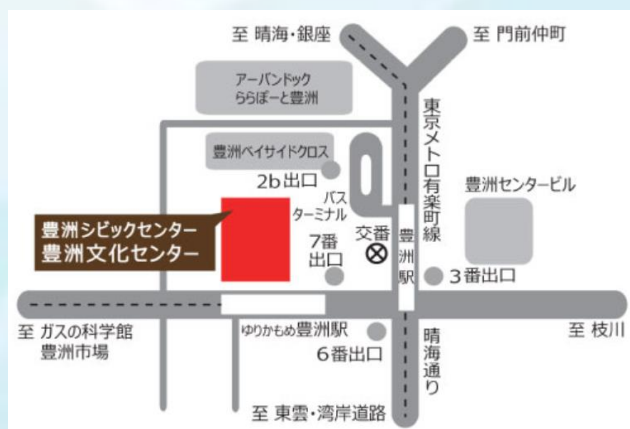 至 晴海・銀座
至 門前仲町
アーバンドック
ららぽーと豊洲
東京メトロ有楽町線
豊洲ベイサイドクロス
2b出口
バス
ターミナル
豊洲センタービル
豊洲シビックセンター
豊洲文化センター
7番
出口
交番
豊洲駅
3番出口
至 ガスの科学館
豊洲市場
ゆりかもめ豊洲駅
6番出口
晴海通り
至 枝川
至 東雲・湾岸道路